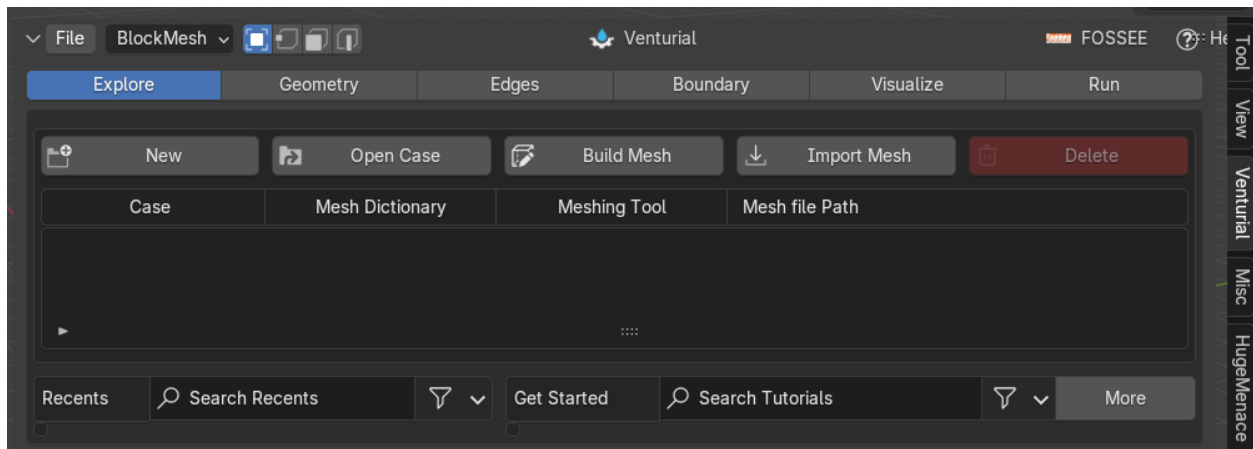 File BlockMesh Venturial FOSSEE He
Explore Geometry Edges Boundary Visualize Run
New Open Case Build Mesh Import Mesh Delete
Case Mesh Dictionary Meshing Tool Mesh file Path
Recents Search Recents Get Started Search Tutorials More
Tool
View
Venturial
Misc
HugeMenace